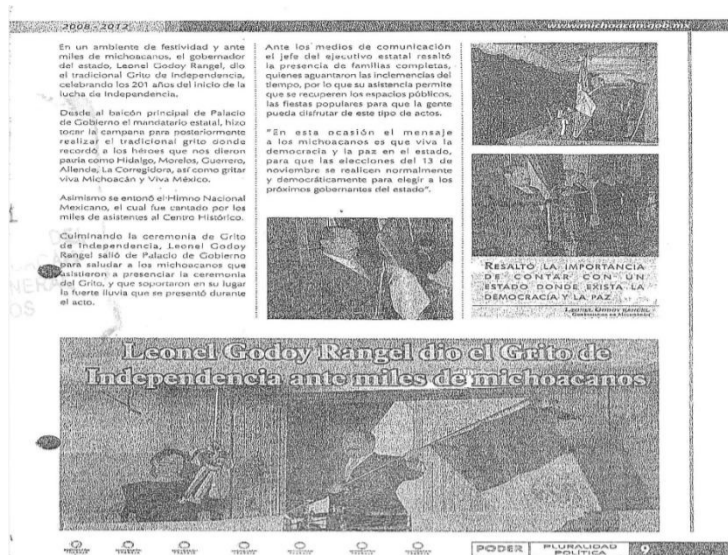 2008 - 2012
www.michoacan.gob.mx
En un ambiente de festividad y ante
miles de michoacanos, el gobernador
del estado, Leonel Godoy Rangel, dio
el tradicional Grito de Independencia,
celebrando los 201 años del inicio de la
lucha de Independencia.
Desde al balcón principal de Palacio
de Gobierno el mandatario estatal, hizo
tocar la campana para posteriormente
realizar el tradicional grito donde
recordó a los héroes que nos dieron
patria como Hidalgo, Morelos, Guerrero,
Allende, La Corregidora, así como gritar
viva Michoacán y Viva México.
Asimismo se entonó el Himno Nacional
Mexicano, el cual fue cantado por los
miles de asistentes al Centro Histórico.
Culminando la ceremonia de Grito
de Independencia, Leonel Godoy
Rangel salió de Palacio de Gobierno
para saludar a los michoacanos que
asistieron a presenciar la ceremonia
del Grito, y que soportaron en su lugar
la fuerte lluvia que se presentó durante
el acto.
Ante los medios de comunicación
el jefe del ejecutivo estatal resaltó
la presencia de familias completas,
quienes aguantaron las inclemencias del
tiempo, por lo que su asistencia permite
que se recuperen los espacios públicos,
las fiestas populares para que la gente
pueda disfrutar de este tipo de actos.
"En esta ocasión el mensaje
a los michoacanos es que viva la
democracia y la paz en el estado,
para que las elecciones del 13 de
noviembre se realicen normalmente
y democráticamente para elegir a los
próximos gobernantes del estado".
RESALTÓ LA IMPORTANCIA
DE CONTAR CON UN
ESTADO DONDE EXISTA LA
DEMOCRACIA Y LA PAZ
LEONEL GODOY RANGEL,
Leonel Godoy Rangel dio el Grito de
Independencia ante miles de michoacanos
PODER
PLURALIDAD
POLÍTICA
9